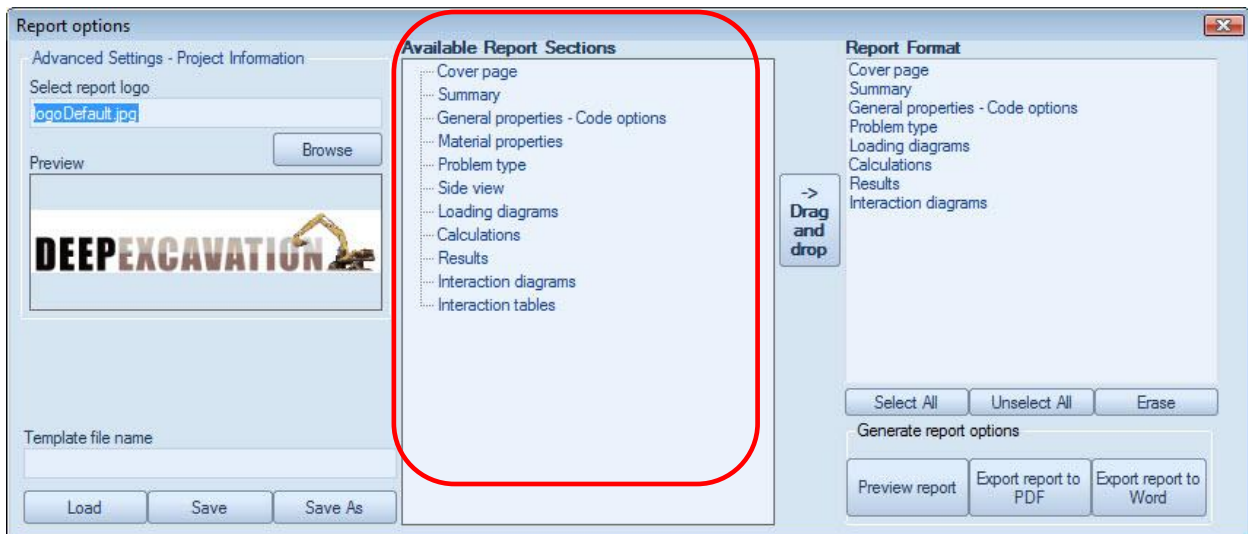 Report options
Advanced Settings - Project Information
Select report logo
logoDefault.jpg
Browse
Preview
DEEPEXCAVATION
Template file name
Load
Save
Save As
Available Report Sections
Cover page
Summary
General properties - Code options
Material properties
Problem type
Side view
Loading diagrams
Calculations
Results
Interaction diagrams
Interaction tables
->
Drag
and
drop
Report Format
Cover page
Summary
General properties - Code options
Problem type
Loading diagrams
Calculations
Results
Interaction diagrams
Select All
Unselect All
Erase
Generate report options
Preview report
Export report to
PDF
Export report to
Word